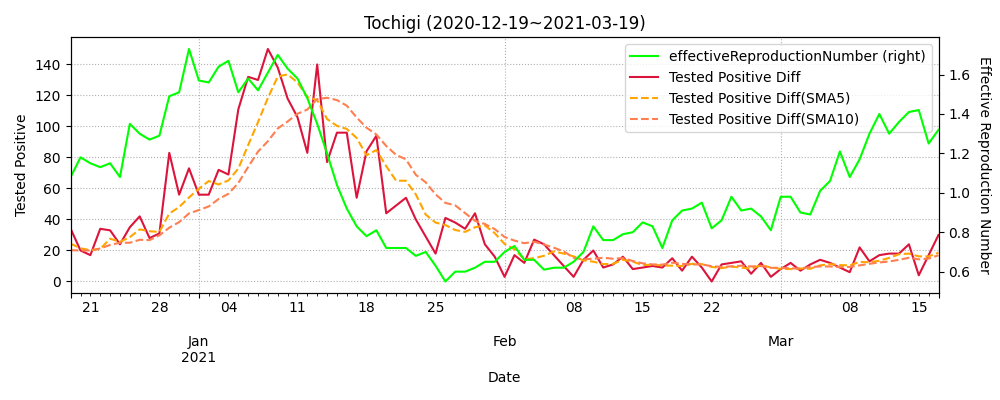 Tochigi (2020-12-19~2021-03-19)
effectiveReproductionNumber (right)
Tested Positive Diff
Tested Positive Diff(SMA5)
Tested Positive Diff(SMA10)
Tested Positive
140
120
100
80
60
40
20
0
Effective Reproduction Number
1.6
1.4
1.2
1.0
0.8
0.6
21 28 04 11 18 25 08 15 22 08 15
Jan Feb Mar
2021
Date